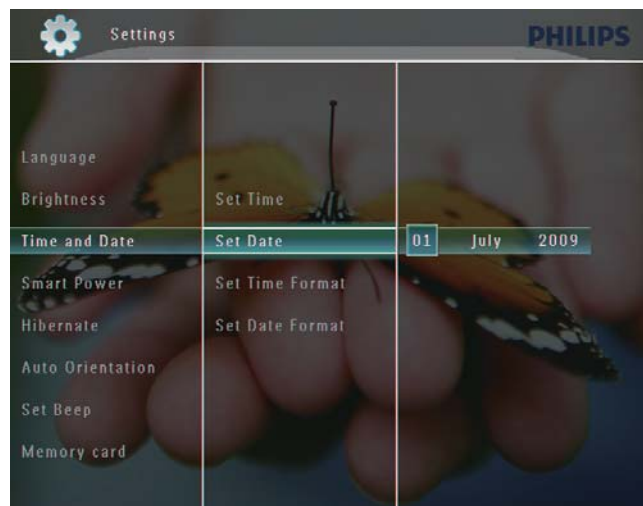 Settings
PHILIPS
Language
Brightness
Time and Date
Smart Power
Hibernate
Auto Orientation
Set Beep
Memory card
Set Time
Set Date
Set Time Format
Set Date Format
01 July 2009